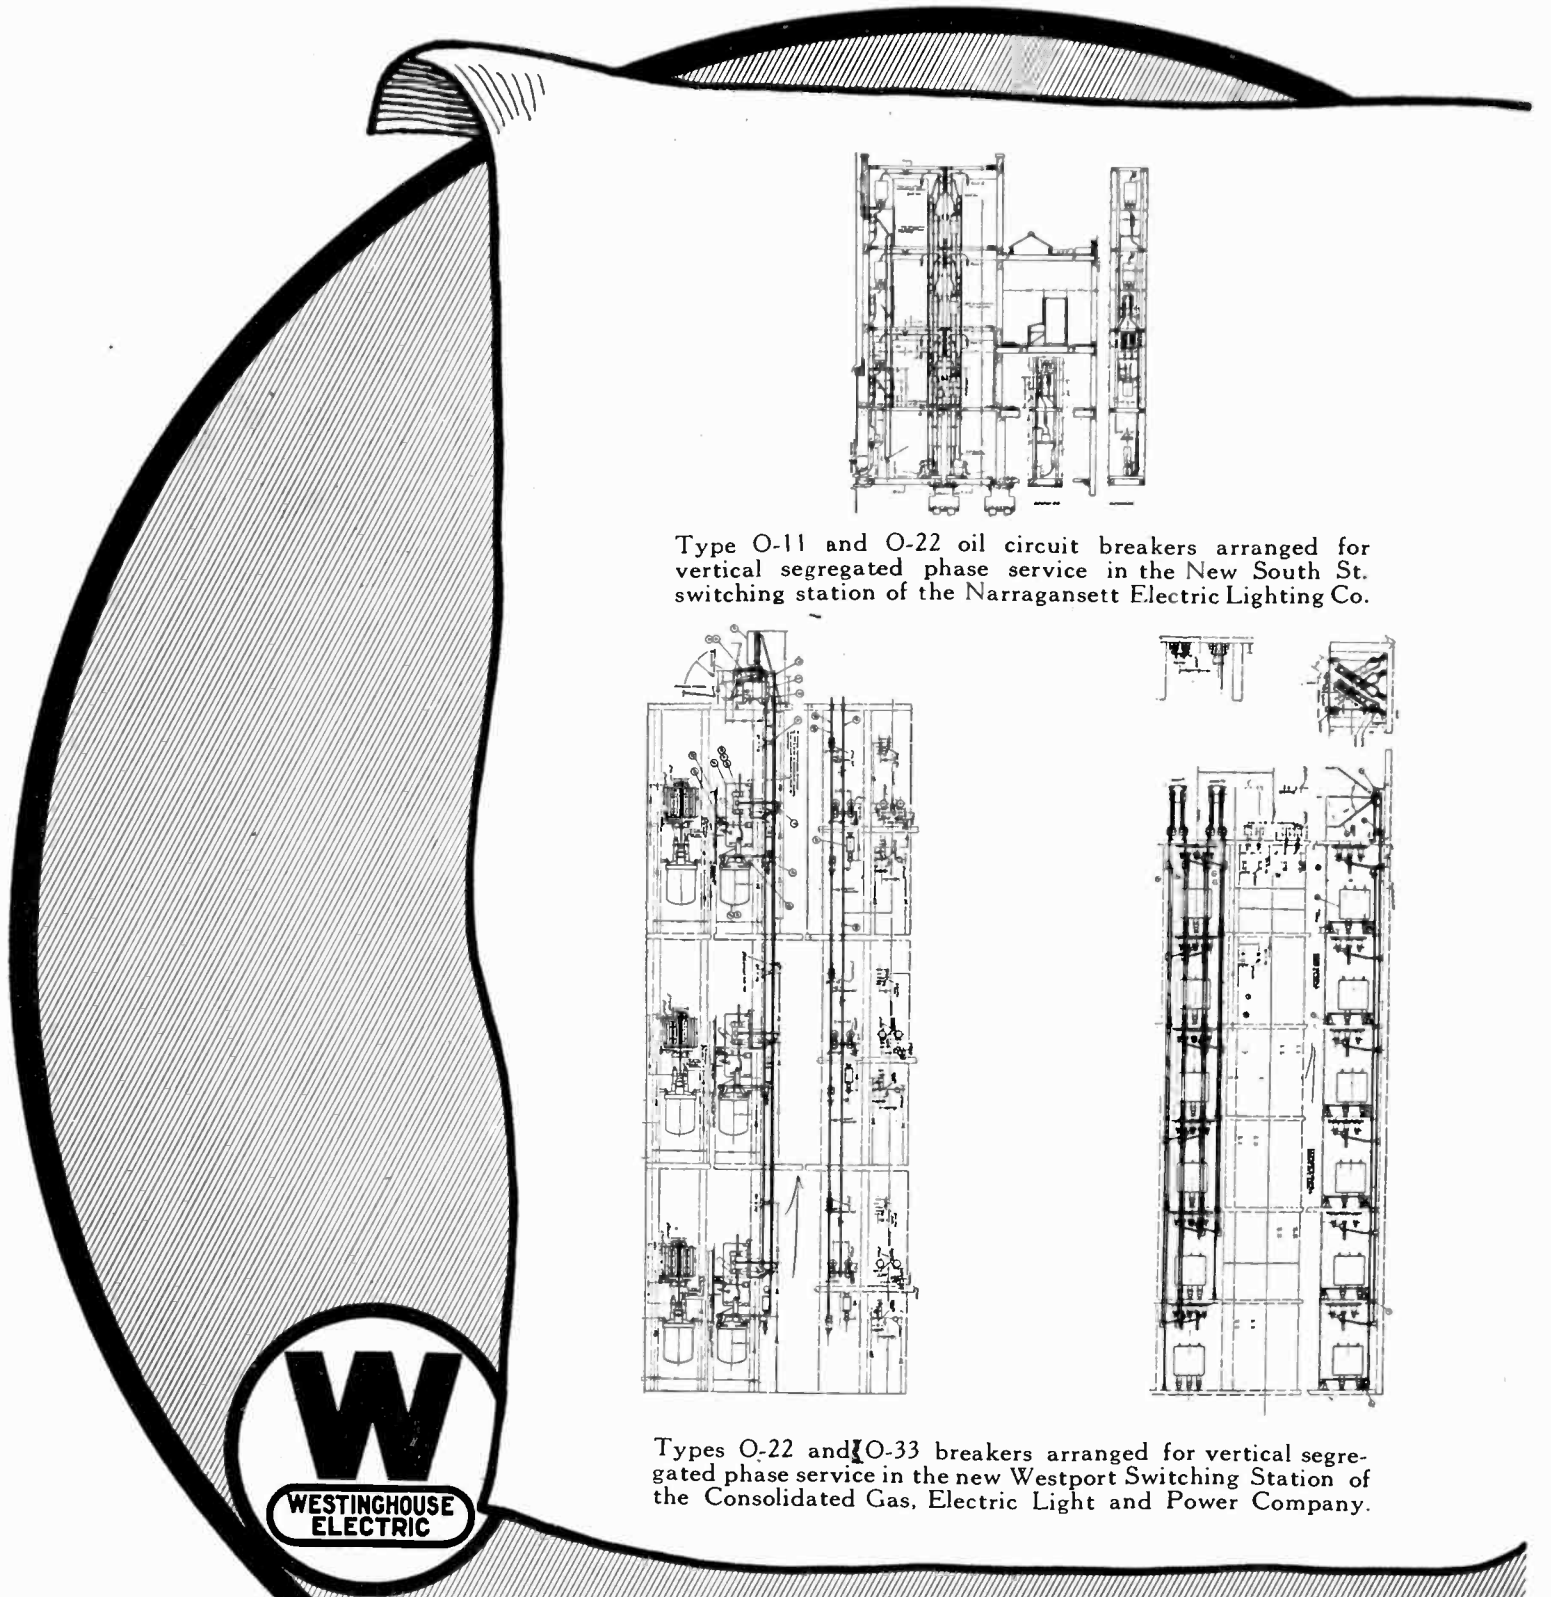 Type O-11 and O-22 oil circuit breakers arranged for
vertical segregated phase service in the New South St.
switching station of the Narragansett Electric Lighting Co.
Types O-22 and O-33 breakers arranged for vertical segre-
gated phase service in the new Westport Switching Station of
the Consolidated Gas, Electric Light and Power Company.
W
WESTINGHOUSE
ELECTRIC